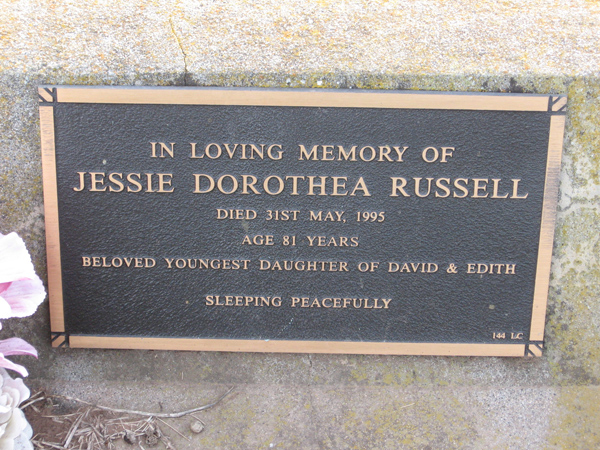 IN LOVING MEMORY OF
JESSIE DOROTHEA RUSSELL
DIED 31ST MAY, 1995
AGE 81 YEARS
BELOVED YOUNGEST DAUGHTER OF DAVID & EDITH
SLEEPING PEACEFULLY
144 LC